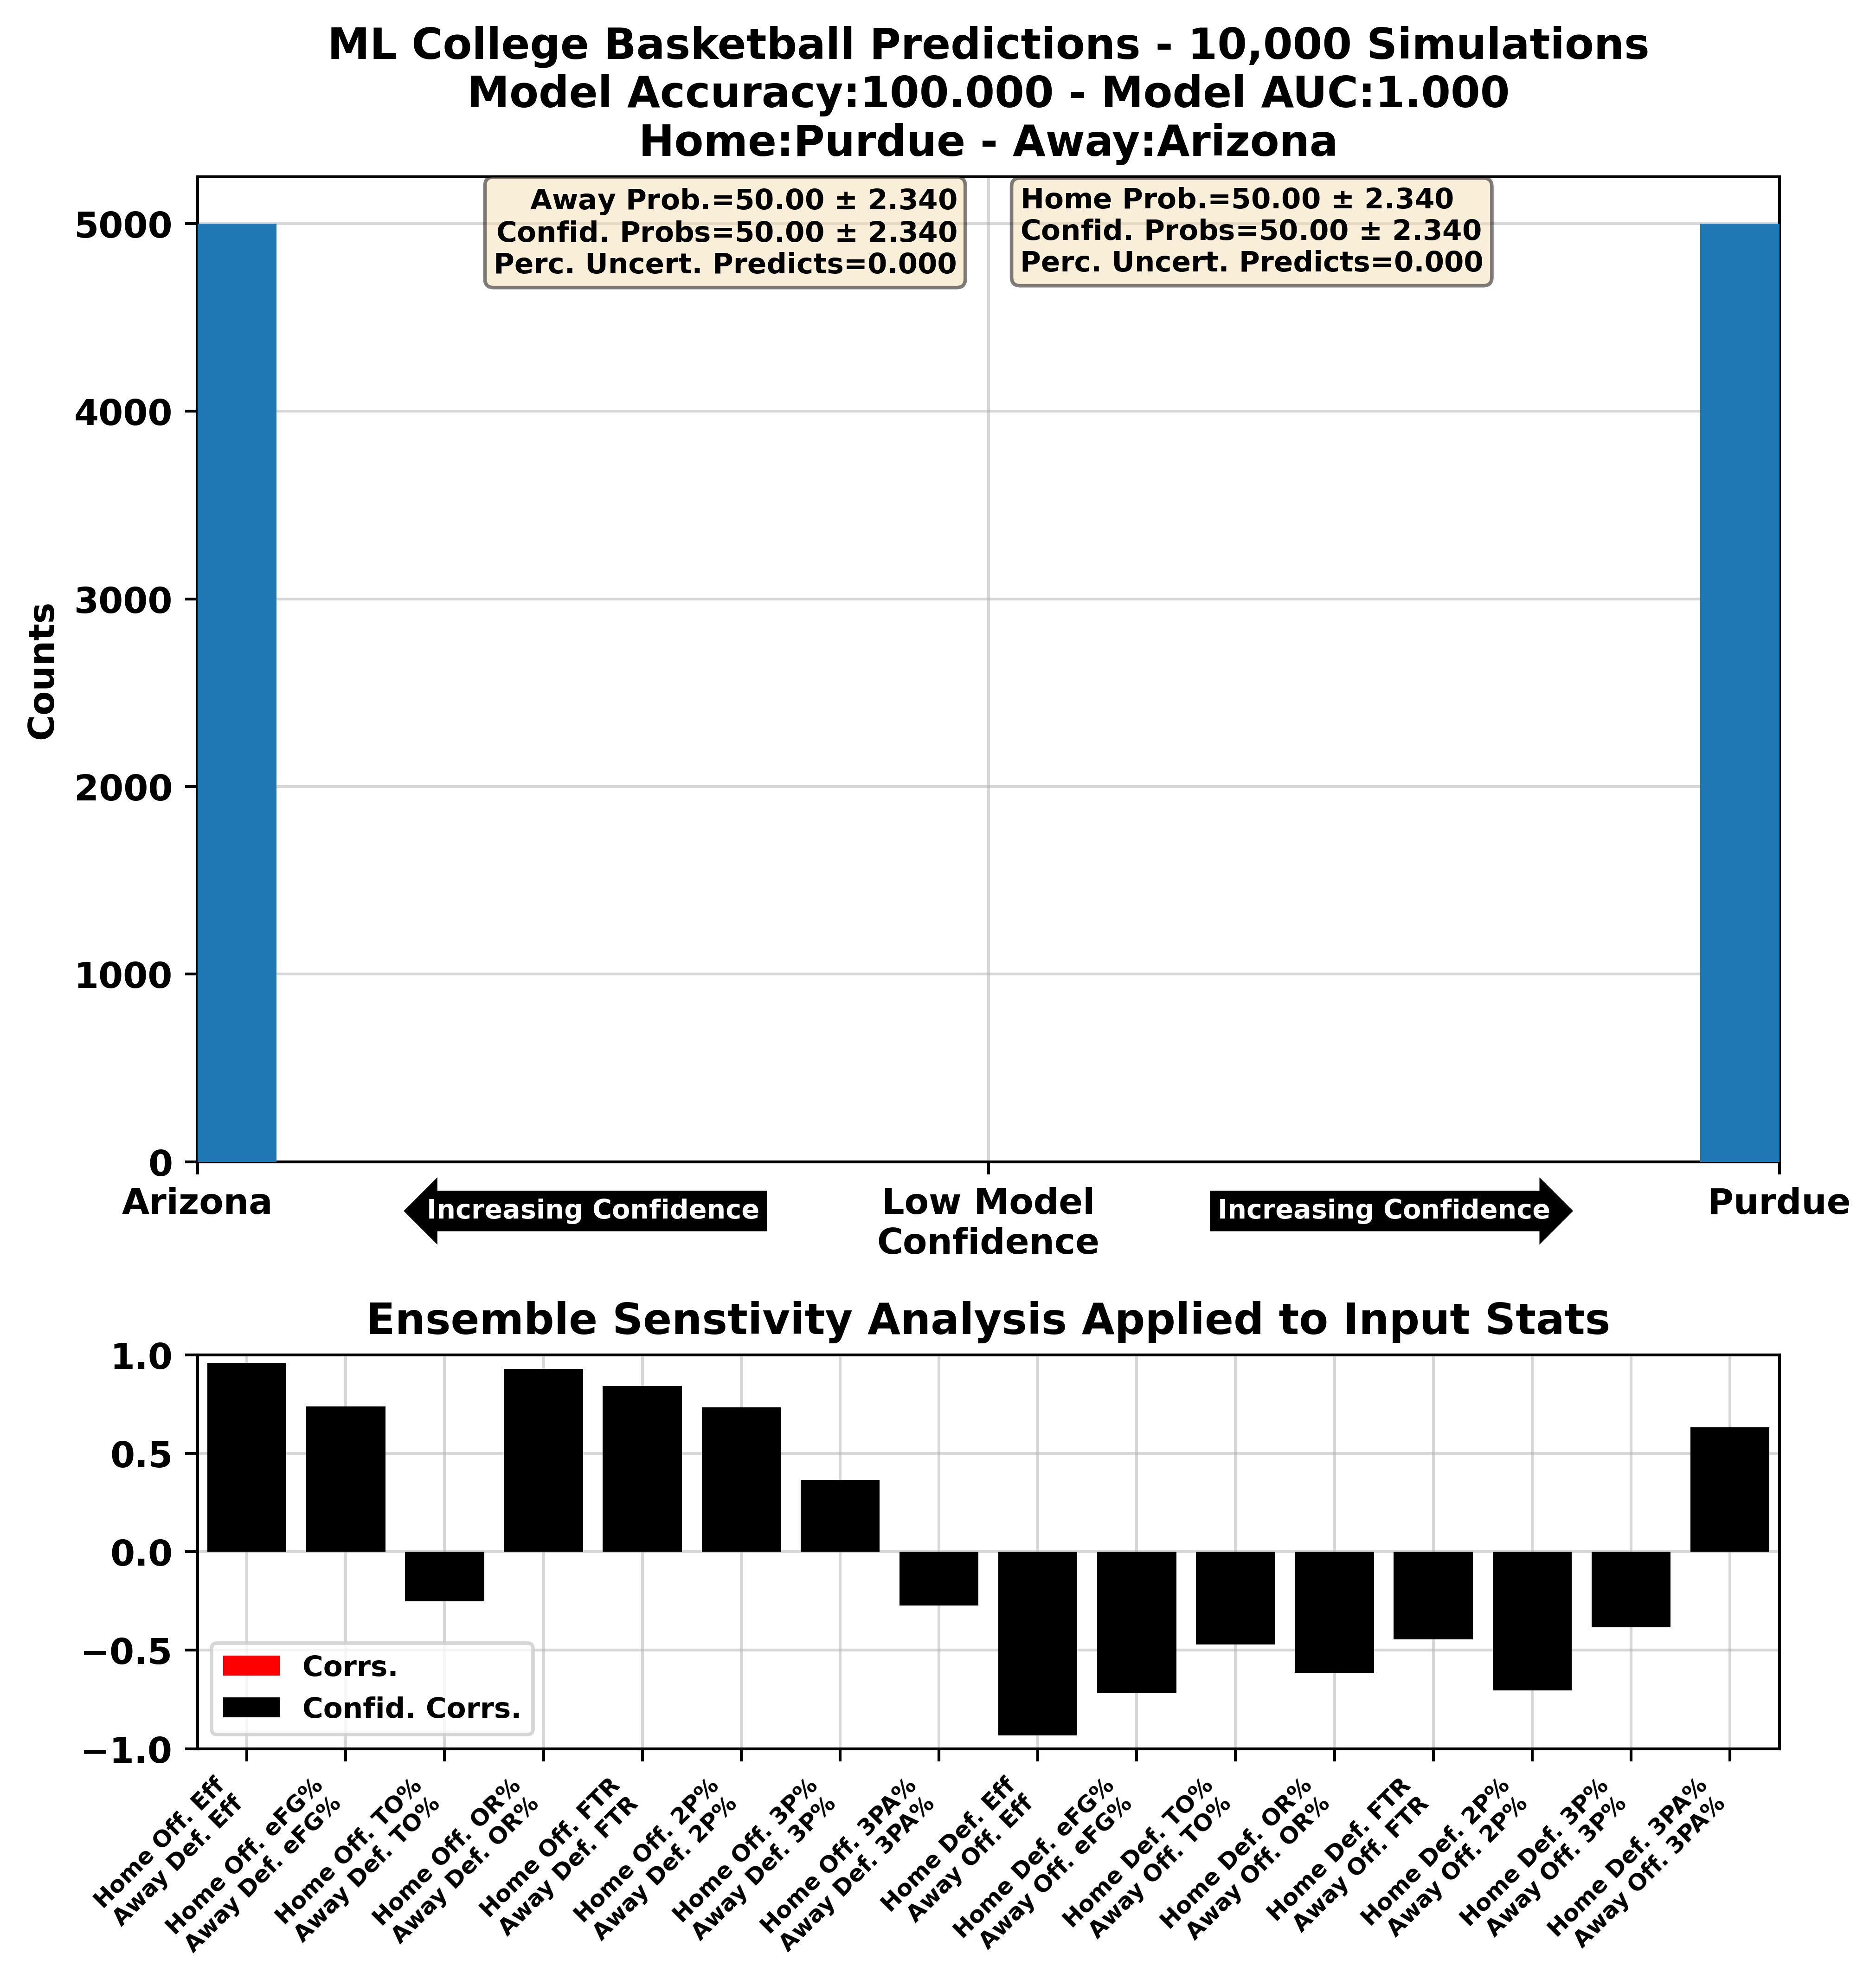 ML College Basketball Predictions - 10,000 Simulations
Model Accuracy:100.000 - Model AUC:1.000
Home:Purdue - Away:Arizona
Away Prob.=50.00 ± 2.340
Confid. Probs=50.00 ± 2.340
Perc. Uncert. Predicts=0.000
Home Prob.=50.00 ± 2.340
Confid. Probs=50.00 ± 2.340
Perc. Uncert. Predicts=0.000
5000
4000
3000
2000
1000
0
Counts
Arizona
Increasing Confidence
Low Model
Confidence
Increasing Confidence
Purdue
Ensemble Senstivity Analysis Applied to Input Stats
1.0
0.5
0.0
−0.5
−1.0
Corrs.
Confid. Corrs.
Home Off. Eff
Away Def. Eff
Home Off. eFG%
Away Def. eFG%
Home Off. TO%
Away Def. TO%
Home Off. OR%
Away Def. OR%
Home Off. FTR
Away Def. FTR
Home Off. 2P%
Away Def. 2P%
Home Off. 3P%
Away Def. 3P%
Home Off. 3PA%
Away Def. 3PA%
Home Def. Eff
Away Off. Eff
Home Def. eFG%
Away Off. eFG%
Home Def. TO%
Away Off. TO%
Home Def. OR%
Away Off. OR%
Home Def. FTR
Away Off. FTR
Home Def. 2P%
Away Off. 2P%
Home Def. 3P%
Away Off. 3P%
Home Def. 3PA%
Away Off. 3PA%